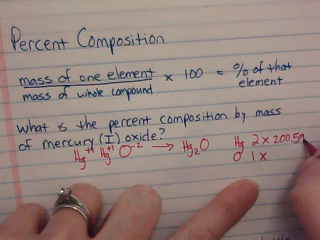 Percent Composition
mass of one element × 100 = % of that element
mass of whole compound
What is the percent composition by mass
of mercury (I) oxide?
Hg⁺¹ Hg⁺¹ O⁻² → Hg₂O Hg 2 × 200.59
O 1 ×